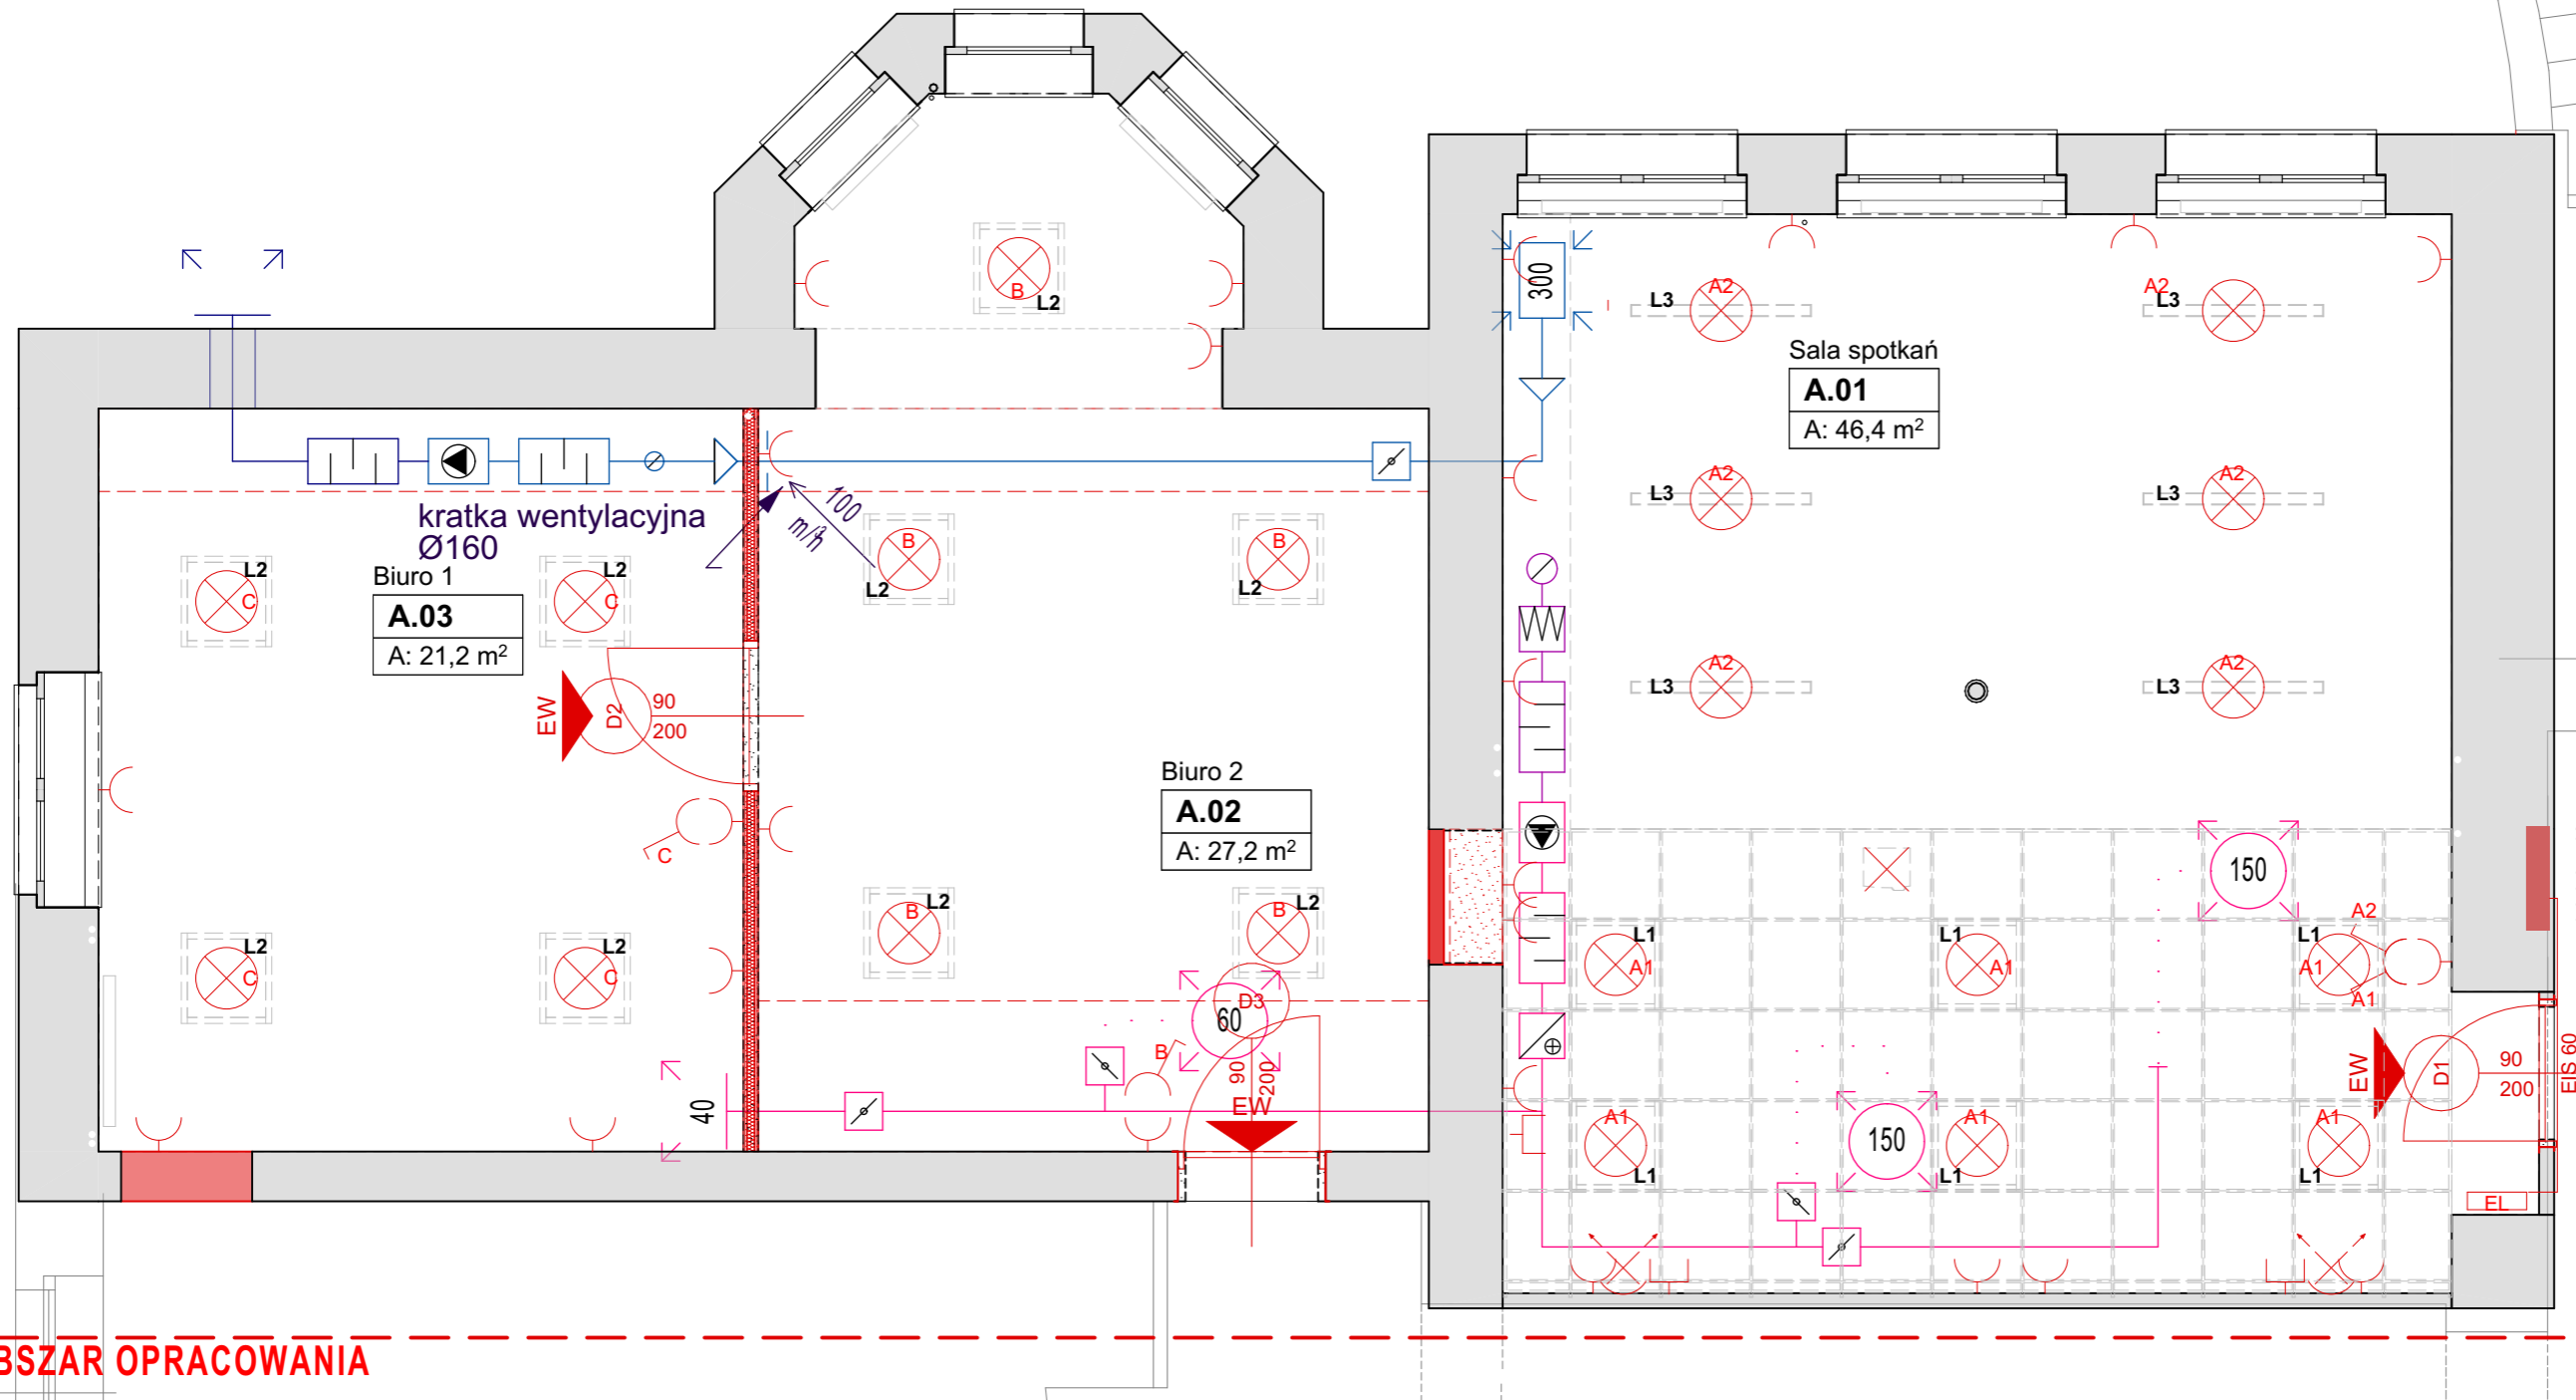 B
L2
300
A2
L3
A2
L3
Sala spotkań
A.01
A: 46,4 m²
kratka wentylacyjna
Ø160
100
m³/h
A2
L3
A2
L3
B
L2
B
L2
L2
C
L2
C
Biuro 1
A.03
A: 21,2 m²
EW
D2
90
200
A2
L3
A2
L3
Biuro 2
A.02
A: 27,2 m²
C
150
B
L2
B
L2
L2
C
L2
C
L1
A1
L1
A1
L1
A1
A2
A1
D3
60
90
200
EW
B
40
EW
D1
90
200
EIS 60
A1
L1
A1
L1
A1
L1
150
EL
BSZAR OPRACOWANIA